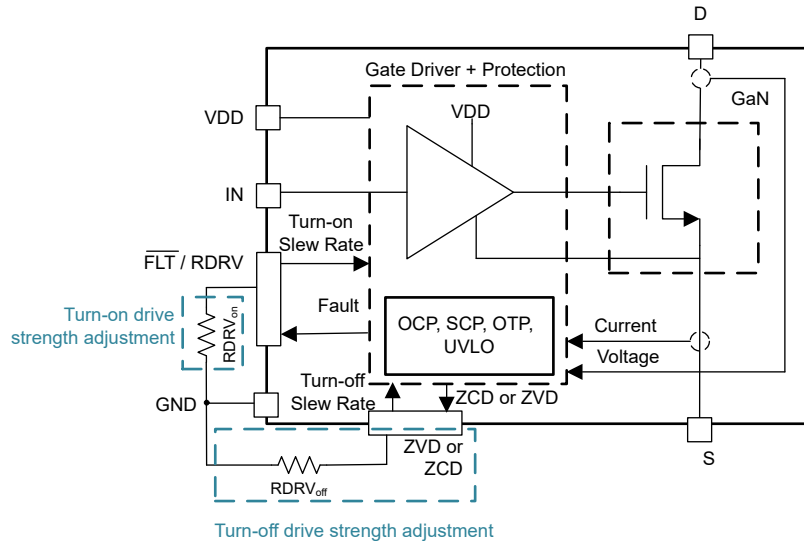 D
Gate Driver + Protection
GaN
VDD
VDD
IN
Turn-on
Slew Rate
FLT / RDRV
Turn-on drive
strength adjustment
RDRVon
Fault
OCP, SCP, OTP,
UVLO
Current
Voltage
Turn-off
Slew Rate
ZCD or ZVD
GND
ZVD or
ZCD
S
RDRVoff
Turn-off drive strength adjustment